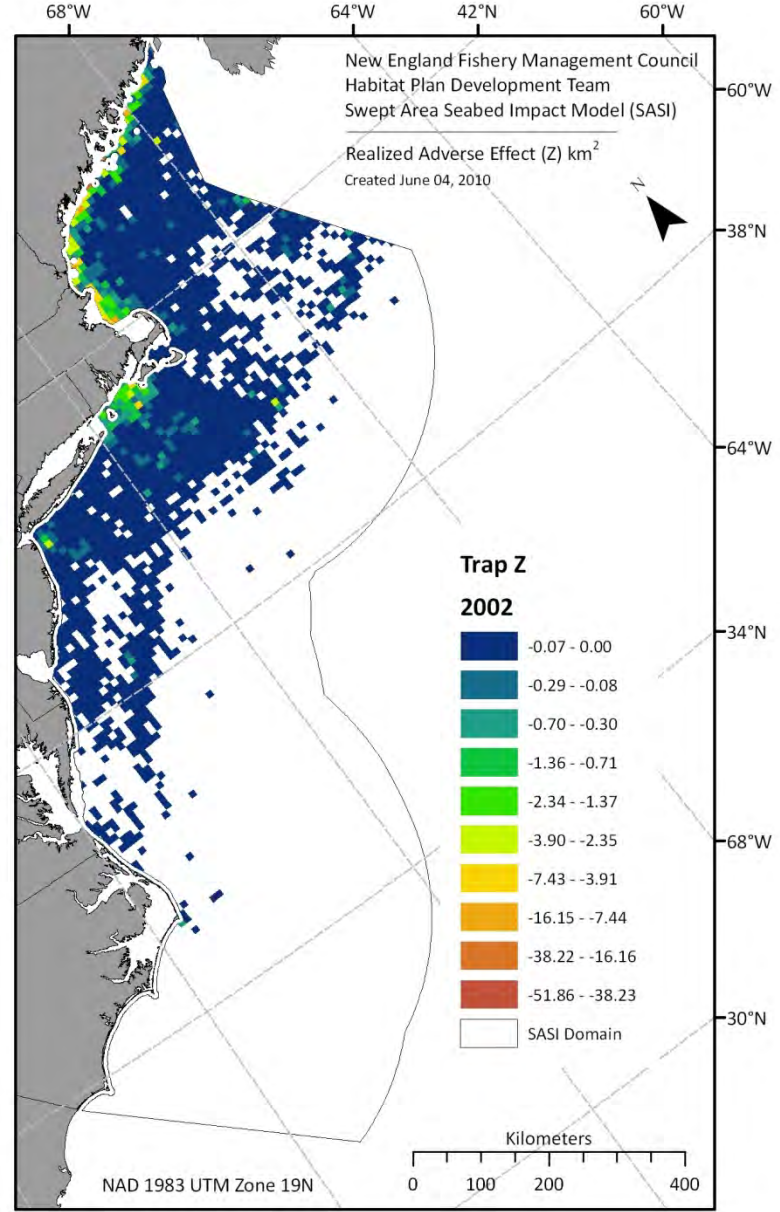 68°W 64°W 42°N 60°W
New England Fishery Management Council
Habitat Plan Development Team
Swept Area Seabed Impact Model (SASI)
Realized Adverse Effect (Z) km²
Created June 04, 2010
N
60°W
38°N
64°W
34°N
68°W
30°N
Trap Z
2002
-0.07 - 0.00
-0.29 - -0.08
-0.70 - -0.30
-1.36 - -0.71
-2.34 - -1.37
-3.90 - -2.35
-7.43 - -3.91
-16.15 - -7.44
-38.22 - -16.16
-51.86 - -38.23
SASI Domain
Kilometers
0 100 200 400
NAD 1983 UTM Zone 19N